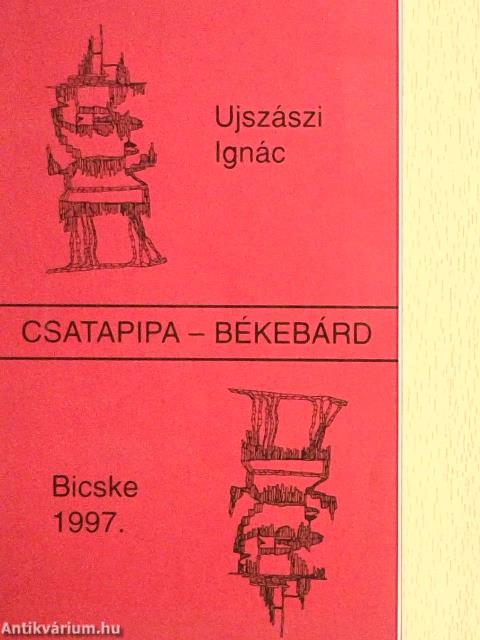 Ujszászi
Ignác
CSATAPIPA – BÉKEBÁRD
Bicske
1997.
Antikvárium.hu